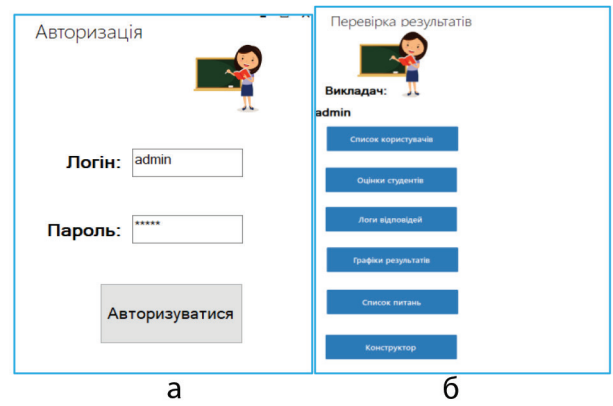 Авторизація
Логін: admin
Пароль: *****
Авторизуватися
а
Перевірка результатів
Викладач:
admin
Список користувачів
Оцінки студентів
Логи відповідей
Графіки результатів
Список питань
Конструктор
б